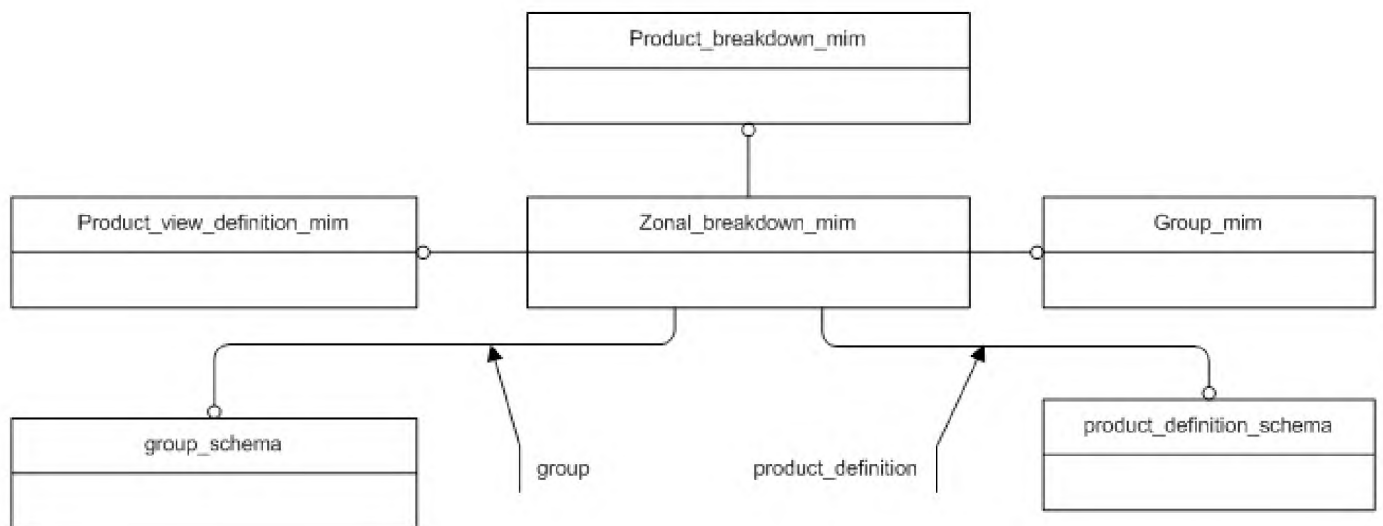 Product_breakdown_mim
Product_view_definition_mim
Zonal_breakdown_mim
Group_mim
group_schema
product_definition_schema
group
product_definition